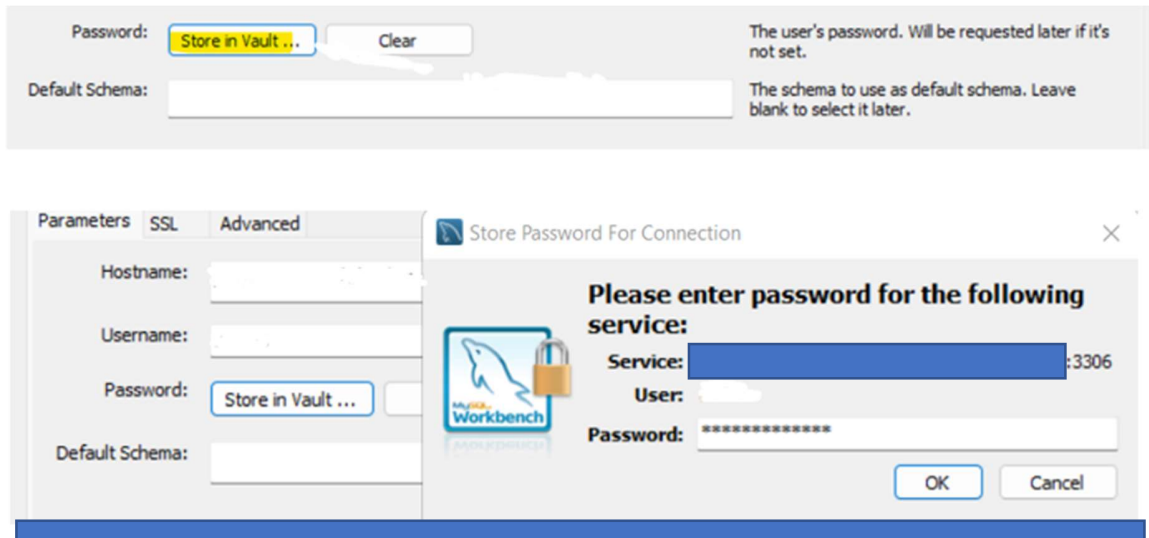 Password:
Store in Vault ...
Clear
The user's password. Will be requested later if it's
not set.
Default Schema:
The schema to use as default schema. Leave
blank to select it later.
Parameters SSL Advanced
Hostname:
Username:
Password:
Store in Vault ...
Default Schema:
Store Password For Connection
Please enter password for the following
service:
Service: :3306
User:
Password: *************
MySQL
Workbench
OK Cancel